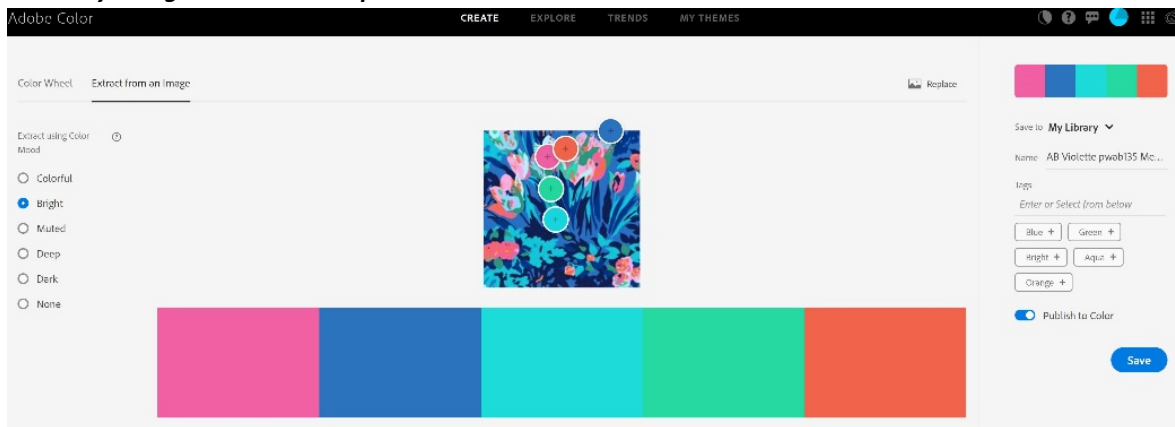 Adobe Color
CREATE EXPLORE TRENDS MY THEMES
Color Wheel Extract from an Image
Replace
Extract using Color
Mood
Colorful
Bright
Muted
Deep
Dark
None
Save to My Library
Name AB Violette pwab135 Mc...
Tags
Enter or Select from below
Blue + Green +
Bright + Aqua +
Orange +
Publish to Color
Save